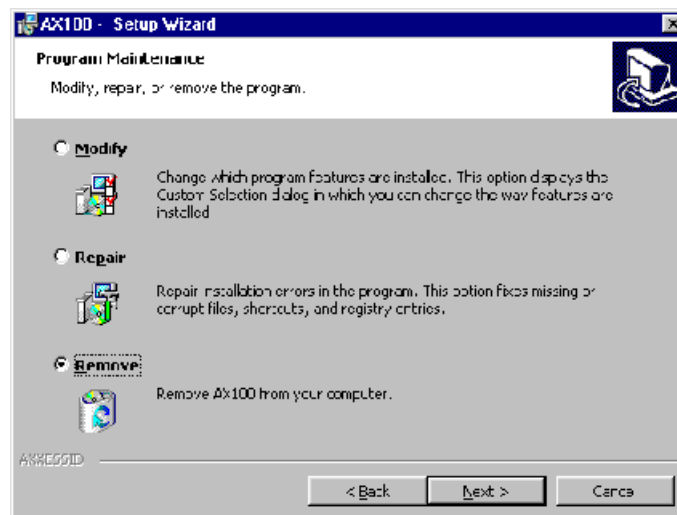 AX100 - Setup Wizard
Program Maintenance
Modify, repair, or remove the program.
Modify
Change which program features are installed. This option displays the
Custom Selection dialog in which you can change the way features are
installed
Repair
Repair installation errors in the program. This option fixes missing or
corrupt files, shortcuts, and registry entries.
Remove
Remove AX100 from your computer.
AXXESSID
< Back
Next >
Cancel